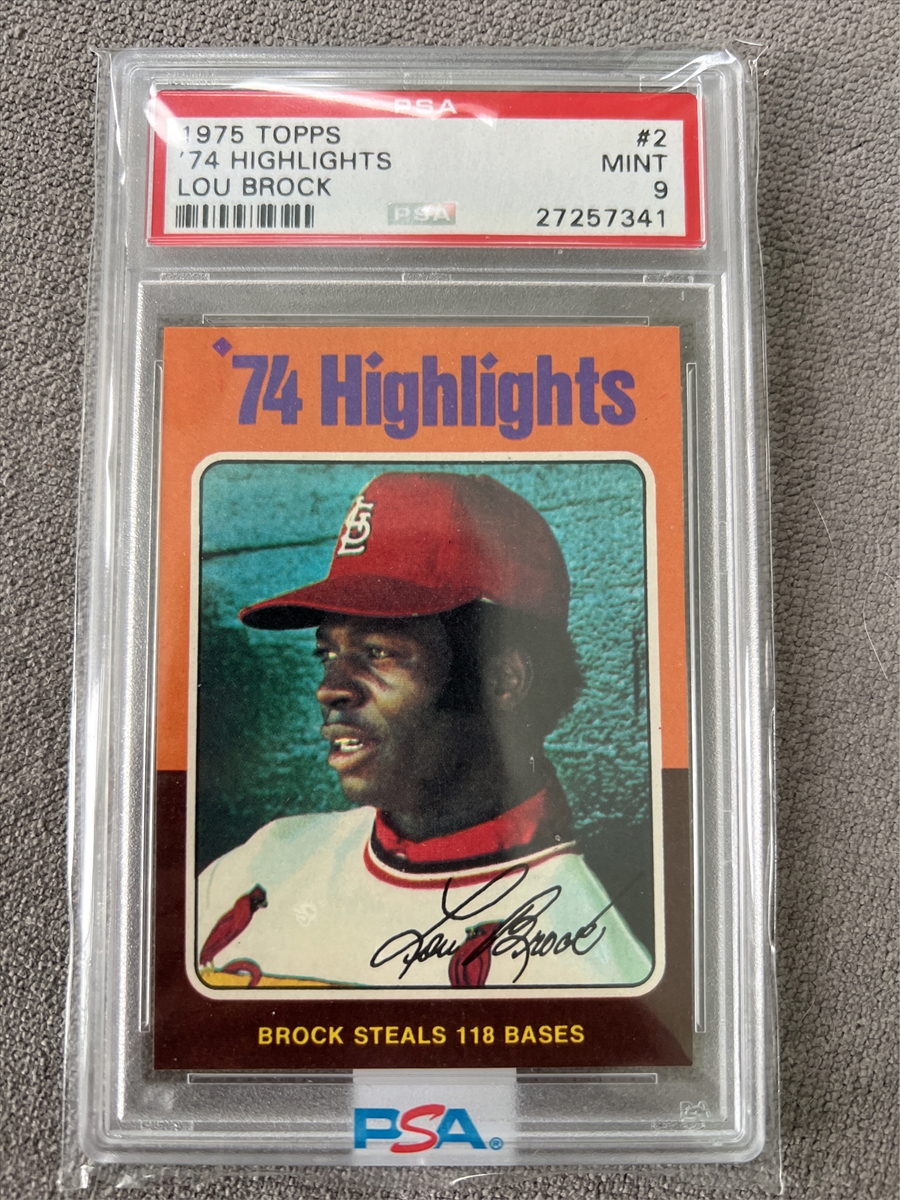 PSA
1975 TOPPS #2
'74 HIGHLIGHTS MINT
LOU BROCK 9
PSA 27257341
'74 Highlights
StL
Lou Brock
BROCK STEALS 118 BASES
PSA®